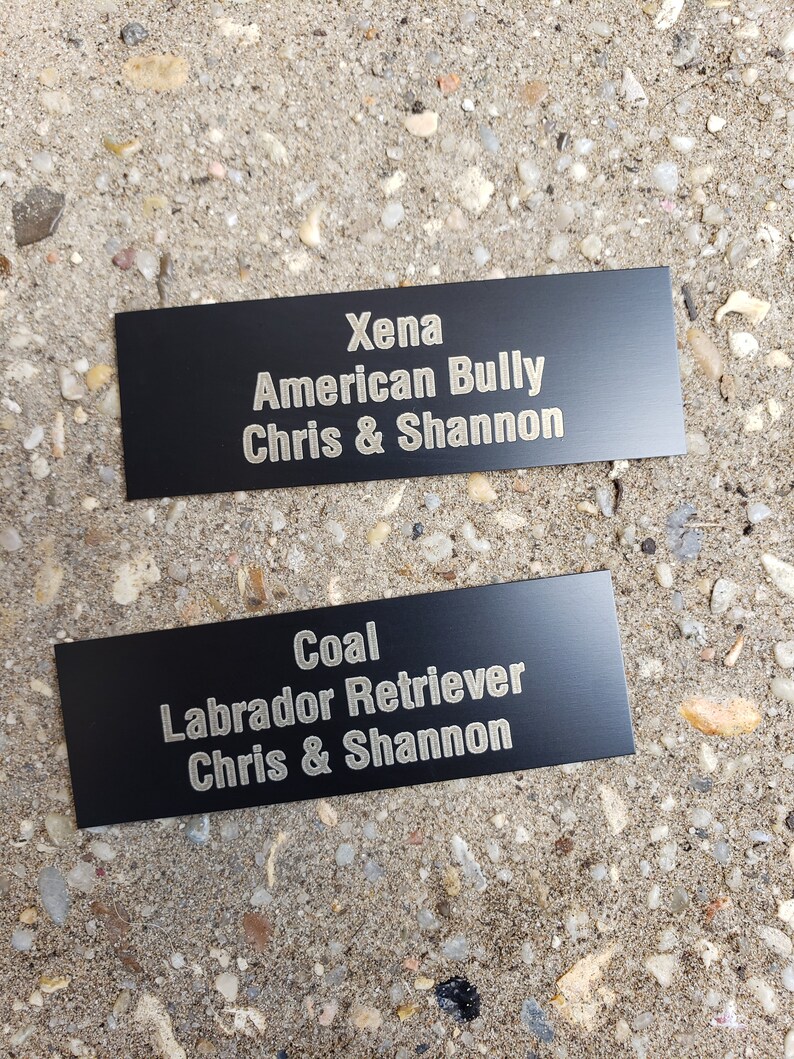 Xena
American Bully
Chris & Shannon
Coal
Labrador Retriever
Chris & Shannon